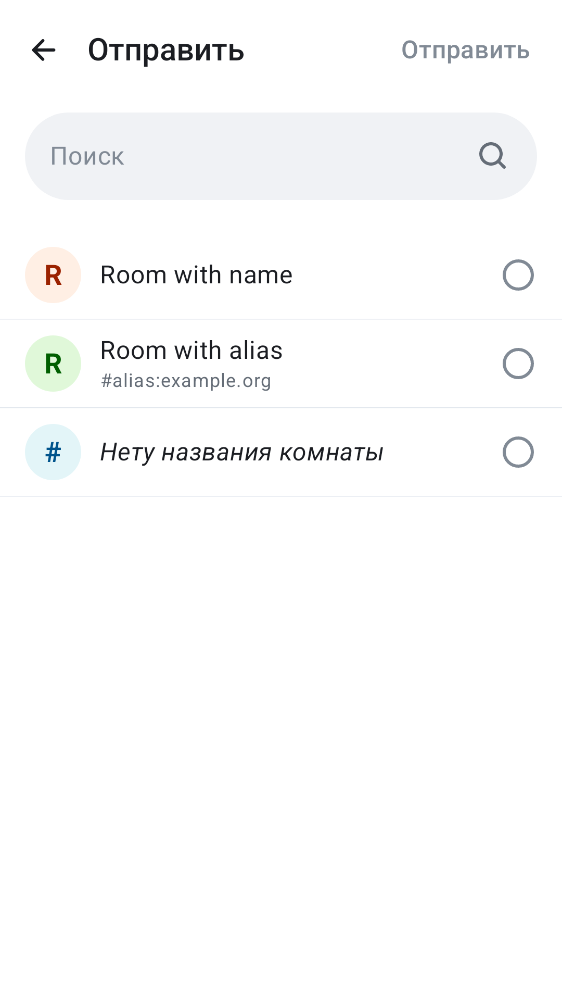 Отправить
Отправить
Поиск
R
Room with name
R
Room with alias
#alias:example.org
#
Нету названия комнаты